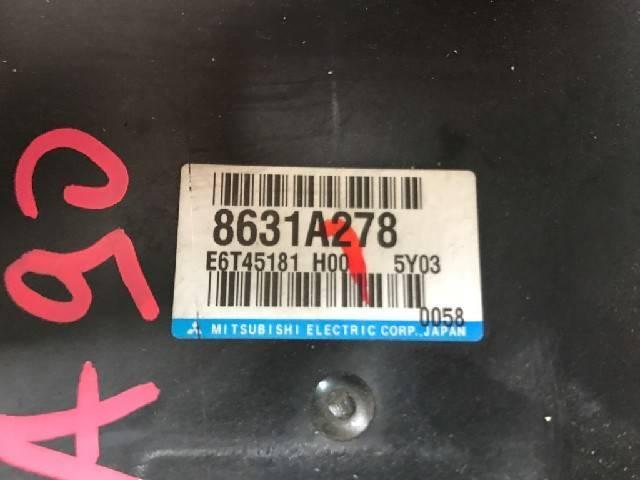 8631A278
E6T45181 H00 5Y03
0058
MITSUBISHI ELECTRIC CORP., JAPAN